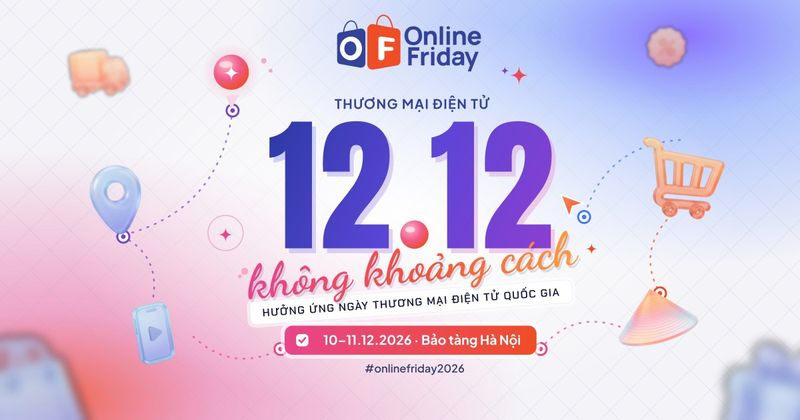 OF Online
Friday
THƯƠNG MẠI ĐIỆN TỬ
12.12
không khoảng cách
HƯỞNG ỨNG NGÀY THƯƠNG MẠI ĐIỆN TỬ QUỐC GIA
10-11.12.2026 • Bảo tàng Hà Nội
#onlinefriday2026